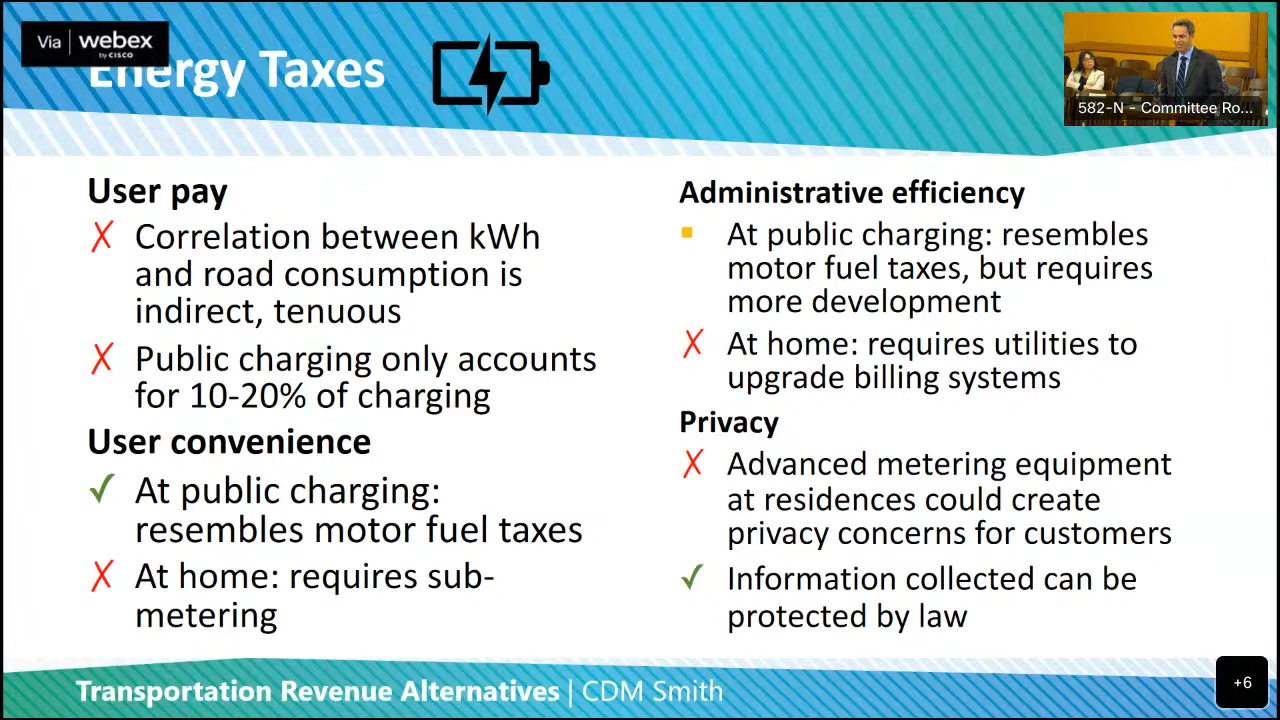 Via webex
by CISCO
Energy Taxes
582-N - Committee Ro...
User pay
╳ Correlation between kWh
and road consumption is
indirect, tenuous
╳ Public charging only accounts
for 10-20% of charging
User convenience
✓ At public charging:
resembles motor fuel taxes
╳ At home: requires sub-
metering
Administrative efficiency
▪ At public charging: resembles
motor fuel taxes, but requires
more development
╳ At home: requires utilities to
upgrade billing systems
Privacy
╳ Advanced metering equipment
at residences could create
privacy concerns for customers
✓ Information collected can be
protected by law
Transportation Revenue Alternatives | CDM Smith
+6